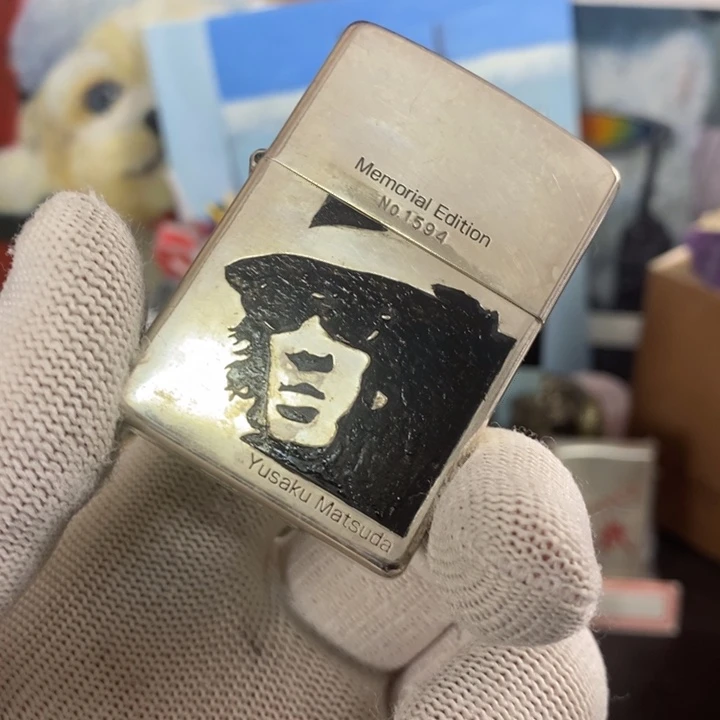 Memorial Edition
No.1594
Yusaku Matsuda